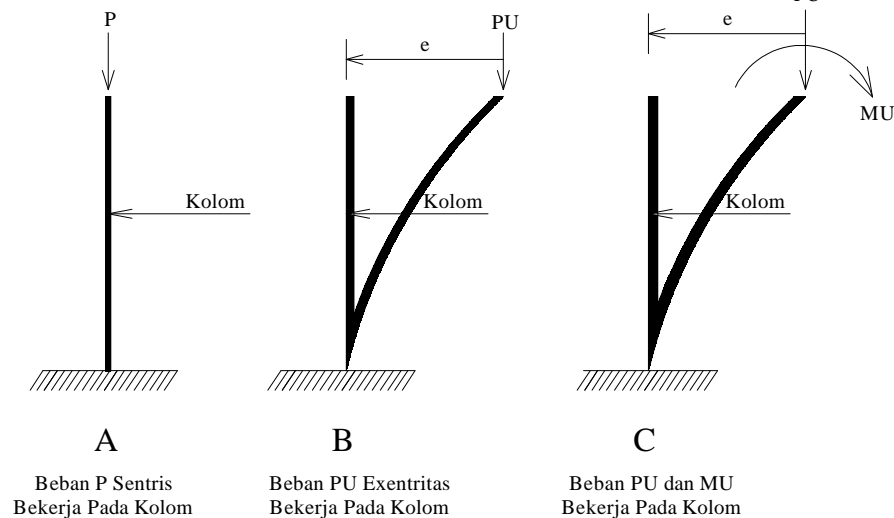 P
e
PU
e
MU
Kolom
Kolom
Kolom
A
B
C
Beban P Sentris
Bekerja Pada Kolom
Beban PU Exentritas
Bekerja Pada Kolom
Beban PU dan MU
Bekerja Pada Kolom